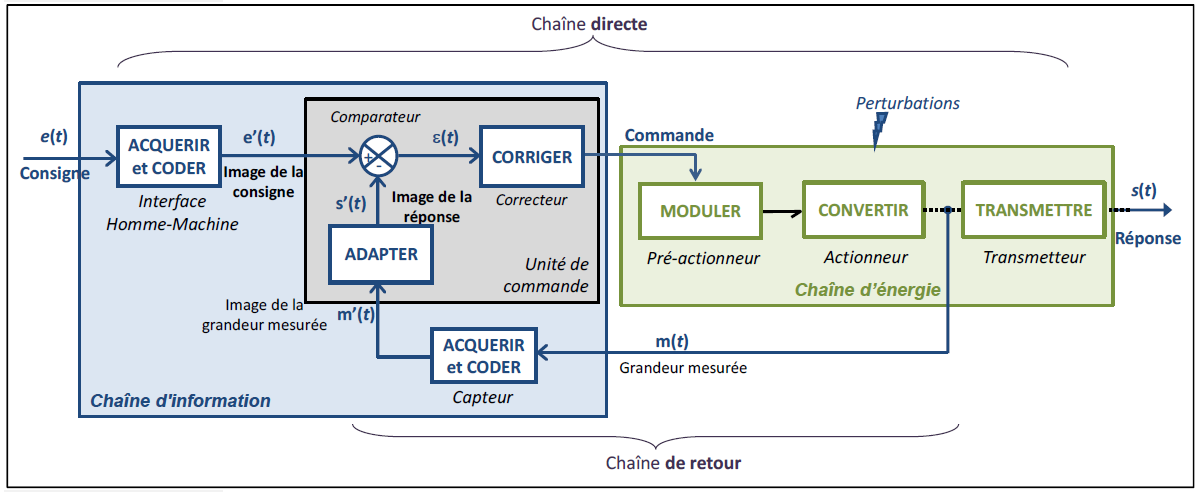 Chaîne directe
Perturbations
e(t)
Consigne
ACQUERIR
et CODER
Interface
Homme-Machine
e’(t)
Image de la
consigne
Comparateur
+
-
ε(t)
CORRIGER
Correcteur
s’(t)
Image de la
réponse
ADAPTER
Unité de
commande
Commande
MODULER
Pré-actionneur
CONVERTIR
Actionneur
TRANSMETTRE
Transmetteur
s(t)
Réponse
Chaîne d’énergie
Image de la
grandeur mesurée
m’(t)
ACQUERIR
et CODER
Capteur
m(t)
Grandeur mesurée
Chaîne d'information
Chaîne de retour